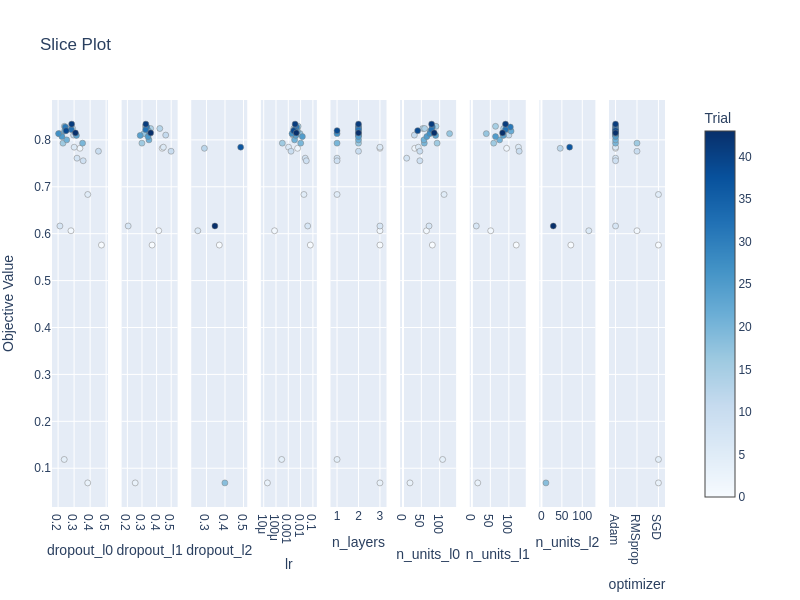 Slice Plot
Trial
Objective Value
0.8
0.7
0.6
0.5
0.4
0.3
0.2
0.1
40
35
30
25
20
15
10
5
0
0.2 0.3 0.4 0.5
0.2 0.3 0.4 0.5
0.3 0.4 0.5
10μ 100μ 0.001 0.01 0.1
1 2 3
0 50 100
0 50 100
0 50 100
Adam RMSprop SGD
dropout_l0 dropout_l1 dropout_l2 lr n_layers n_units_l0 n_units_l1 n_units_l2 optimizer